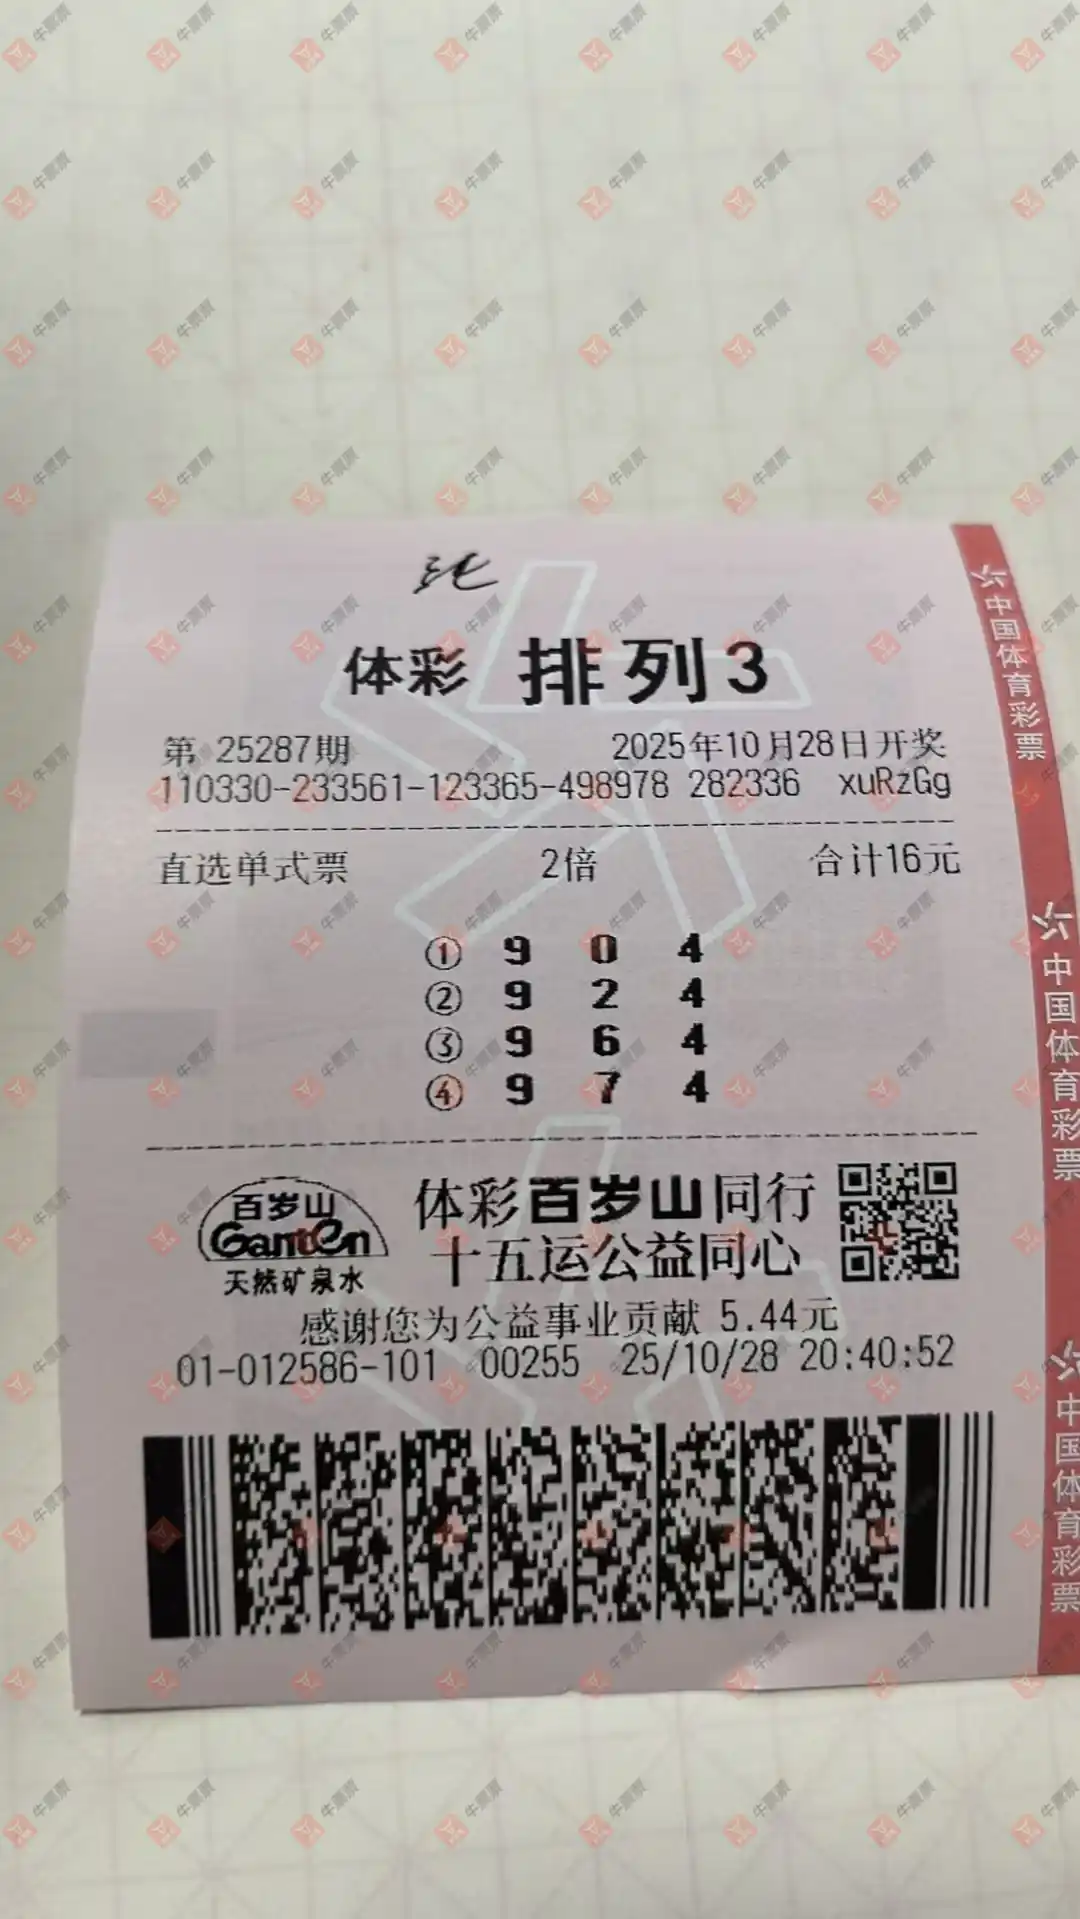 体彩 排列3
第 25287期 2025年10月28日开奖
110330-233561-123365-498978 282336 xuRzGg
直选单式票 2倍 合计16元
① 9 0 4
② 9 2 4
③ 9 6 4
④ 9 7 4
百岁山
Ganten
天然矿泉水
体彩百岁山同行
十五运公益同心
感谢您为公益事业贡献 5.44元
01-012586-101 00255 25/10/28 20:40:52
中国体育彩票
中国体育彩票
中国体育彩票
牛票票